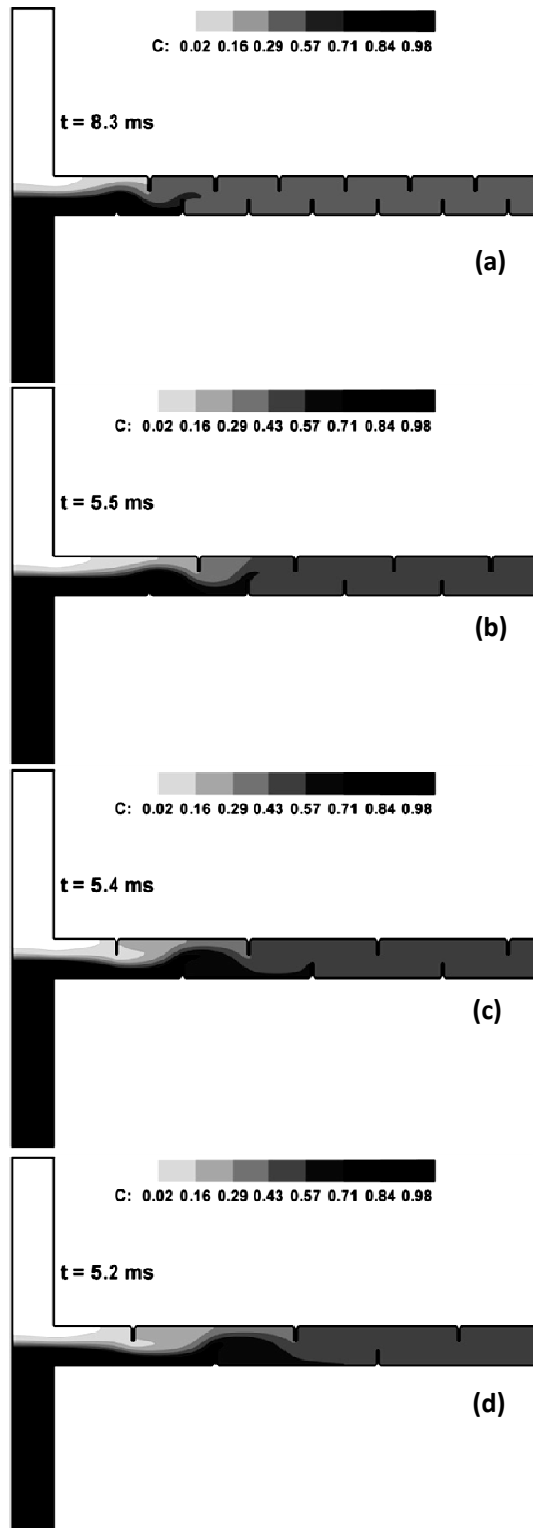 C: 0.02 0.16 0.29 0.57 0.71 0.84 0.98
t = 8.3 ms
(a)
C: 0.02 0.16 0.29 0.43 0.57 0.71 0.84 0.98
t = 5.5 ms
(b)
C: 0.02 0.16 0.29 0.43 0.57 0.71 0.84 0.98
t = 5.4 ms
(c)
C: 0.02 0.16 0.29 0.43 0.57 0.71 0.84 0.98
t = 5.2 ms
(d)